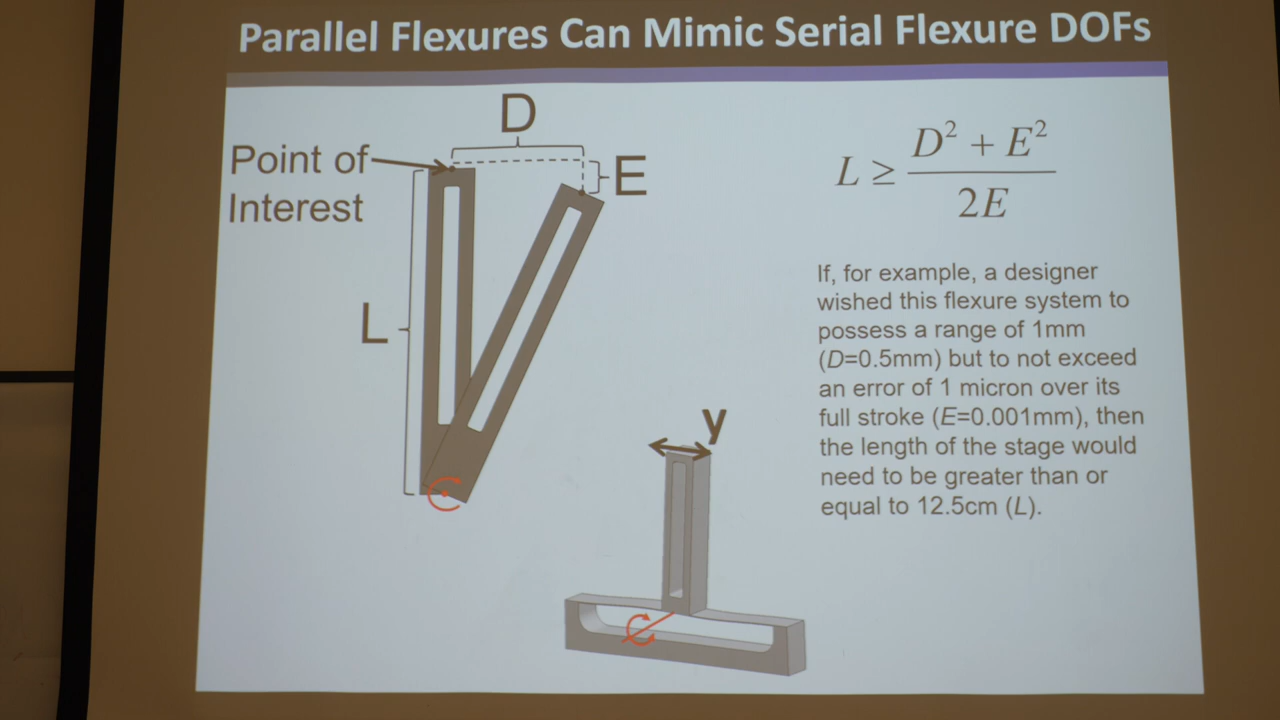 Parallel Flexures Can Mimic Serial Flexure DOFs
D
Point of
Interest
E
L
y
L ≥ (D² + E²) / 2E
If, for example, a designer
wished this flexure system to
possess a range of 1mm
(D=0.5mm) but to not exceed
an error of 1 micron over its
full stroke (E=0.001mm), then
the length of the stage would
need to be greater than or
equal to 12.5cm (L).